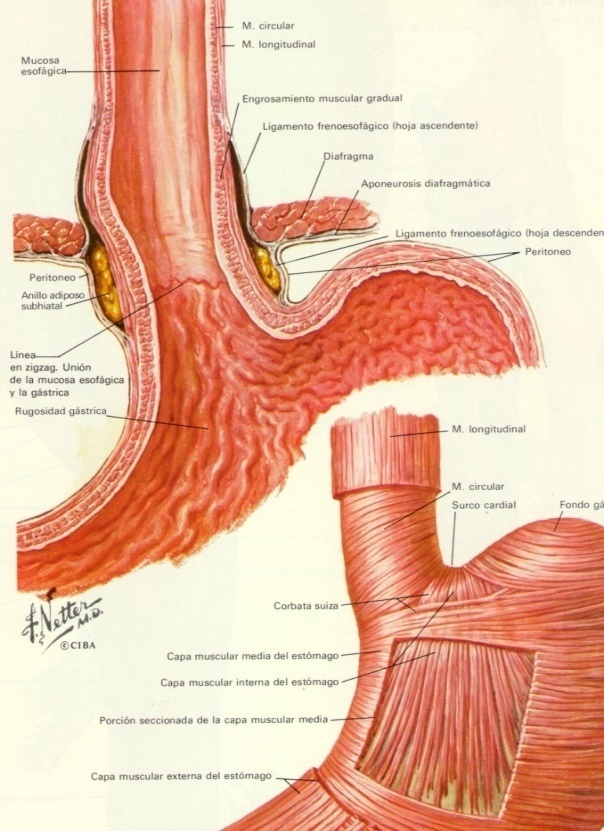 M. circular
M. longitudinal
Mucosa
esofágica
Engrosamiento muscular gradual
Ligamento frenoesofágico (hoja ascendente)
Diafragma
Aponeurosis diafragmática
Ligamento frenoesofágico (hoja descenden
Peritoneo
Peritoneo
Anillo adiposo
subhiatal
Línea
en zigzag. Unión
de la mucosa esofágica
y la gástrica
Rugosidad gástrica
M. longitudinal
M. circular
Surco cardial
Fondo gá
Corbata suiza
F. Netter
M.D.
©CIBA
Capa muscular media del estómago
Capa muscular interna del estómago
Porción seccionada de la capa muscular media
Capa muscular externa del estómago